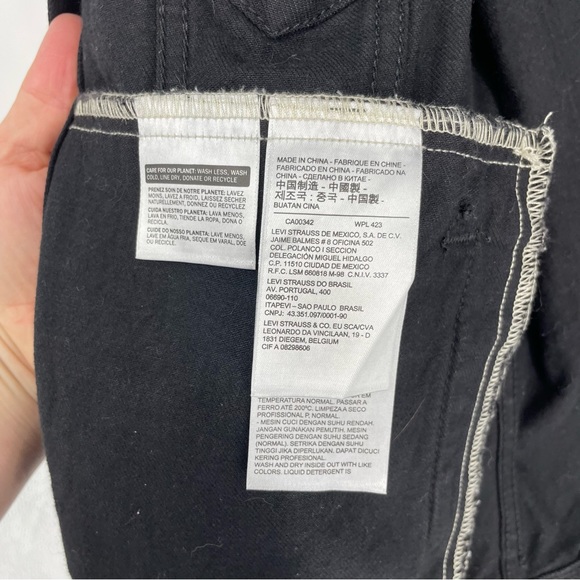 CARE FOR OUR PLANET: WASH LESS, WASH
COLD, LINE DRY, DONATE OR RECYCLE
PRENEZ SOIN DE NOTRE PLANETE: LAVEZ
MOINS, LAVEZ A FROID, LAISSEZ SÉCHER
NATURELLEMENT, DONNEZ OU RECYCLEZ
CUIDA NUESTRO PLANETA: LAVA MENOS,
LAVA EN FRIO, TIENDE LA ROPA, DONA O
RECICLA
CUIDE DO NOSSO PLANETA: LAVE MENOS,
LAVE EM ÁGUA FRIA, SEQUE EM VARAL, DOE
OU RECICLE
MADE IN CHINA - FABRIQUE EN CHINE -
FABRICADO EN CHINA - FABRICADO NA
CHINA - СДЕЛАНО В КИТАЕ -
中国制造 - 中國製 -
제조국 : 중국 - 中国製 -
BUATAN CINA
CA00342 WPL 423
LEVI STRAUSS DE MEXICO, S.A. DE C.V.
JAIME BALMES # 8 OFICINA 502
COL. POLANCO I SECCION
DELEGACIÓN MIGUEL HIDALGO
C.P. 11510 CIUDAD DE MEXICO
R.F.C. LSM 860618 M-98 C.N.I.V. 3337
LEVI STRAUSS DO BRASIL
AV. PORTUGAL, 400
06690-110
ITAPEVI – SAO PAULO BRASIL
CNPJ: 43.351.097/0001-90
LEVI STRAUSS & CO. EU SCA/CVA
LEONARDO DA VINCILAAN, 19 - D
1831 DIEGEM, BELGIUM
CIF A 08298606
EM
TEMPERATURA NORMAL. PASSAR A
FERRO ATÉ 200ºC. LIMPEZA A SECO
PROFISSIONAL P, NORMAL.
- MESIN CUCI DENGAN SUHU RENDAH.
JANGAN GUNAKAN PEMUTIH. MESIN
PENGERING DENGAN SUHU SEDANG
(NORMAL). SETRIKA DENGAN SUHU
TINGGI JIKA DIPERLUKAN. DAPAT DICUCI
KERING PROFESIONAL.
WASH AND DRY INSIDE OUT WITH LIKE
COLORS. LIQUID DETERGENT IS